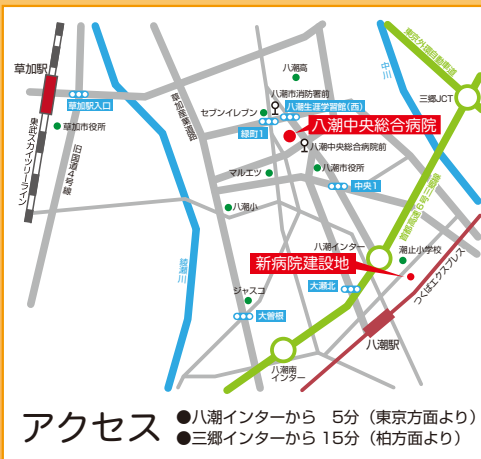 東京外環自動車道
中川
八潮高
草加駅
三郷JCT
八潮市消防署前
草加駅入口
草加産業道路
セブンイレブン
八潮生涯学習館(西)
草加市役所
緑町1
八潮中央総合病院
東武スカイツリーライン
旧国道4号線
八潮中央総合病院前
マルエツ
八潮市役所
中央1
八潮小
首都高速6号三郷線
八潮インター
潮止小学校
綾瀬川
新病院建設地
つくばエクスプレス
ジャスコ
大瀬北
大曽根
八潮駅
八潮南
インター
アクセス
●八潮インターから 5分(東京方面より)
●三郷インターから 15分(柏方面より)